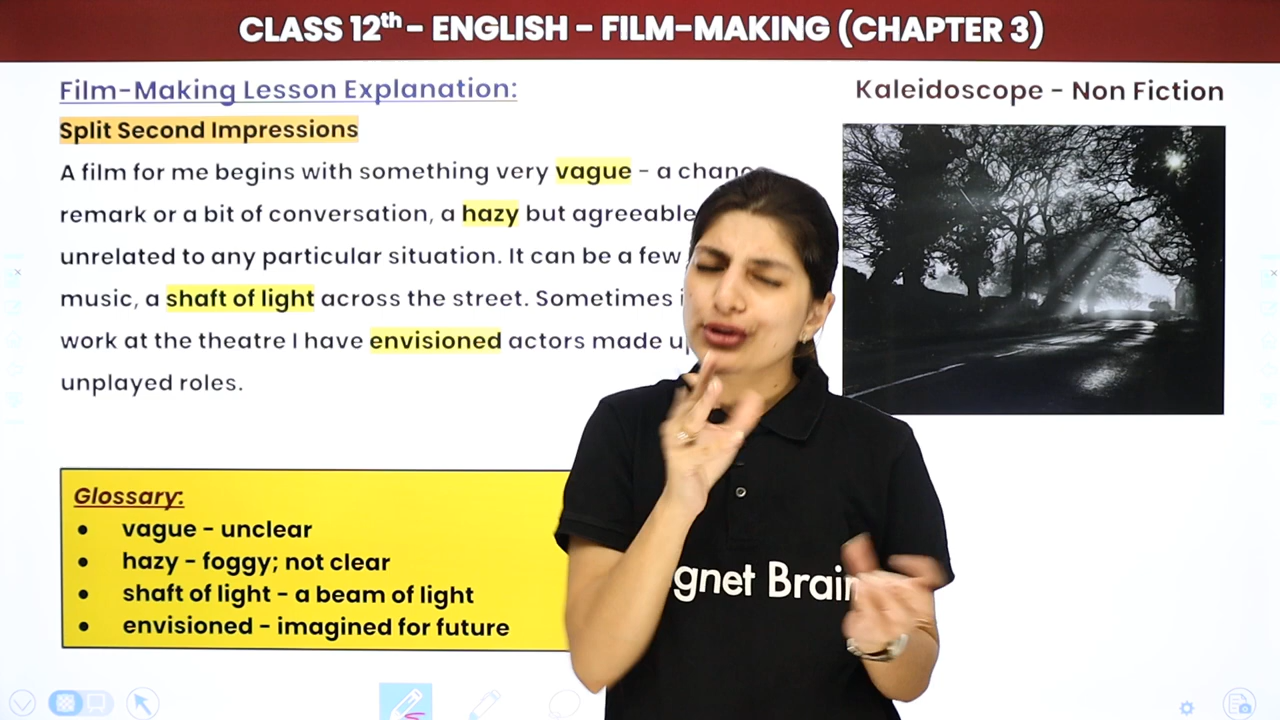 CLASS 12th – ENGLISH – FILM-MAKING (CHAPTER 3)
Film-Making Lesson Explanation:
Kaleidoscope - Non Fiction
Split Second Impressions
A film for me begins with something very vague - a
remark or a bit of conversation, a hazy but agreeable
unrelated to any particular situation. It can be a few
music, a shaft of light across the street. Sometimes
work at the theatre I have envisioned actors made
unplayed roles.
Glossary:
• vague - unclear
• hazy - foggy; not clear
• shaft of light - a beam of light
• envisioned - imagined for future